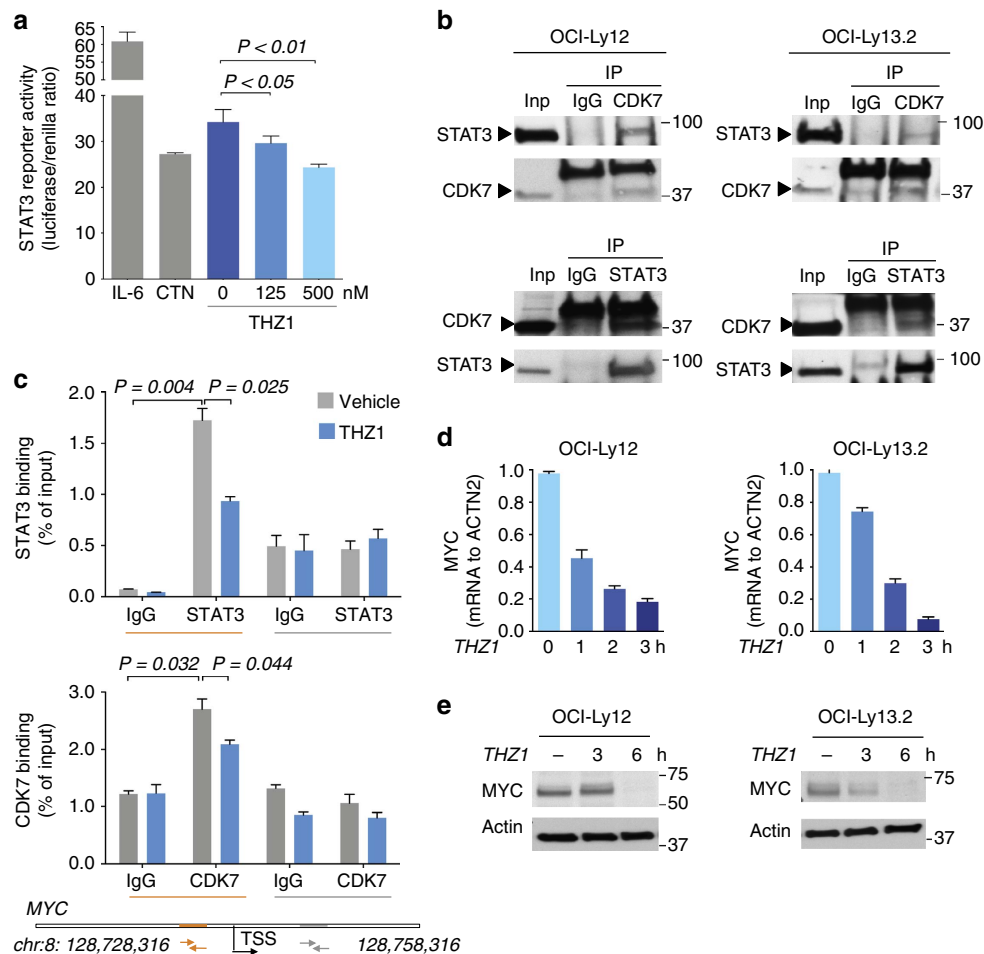 a
STAT3 reporter activity
(luciferase/renilla ratio)
65
60
55
50
40
30
20
10
0
P < 0.01
P < 0.05
IL-6 CTN 0 125 500 nM
THZ1
b
OCI-Ly12
IP
Inp IgG CDK7
STAT3
100
CDK7
37
IP
Inp IgG STAT3
CDK7
37
STAT3
100
OCI-Ly13.2
IP
Inp IgG CDK7
STAT3
100
CDK7
37
IP
Inp IgG STAT3
CDK7
37
STAT3
100
c
P = 0.004 P = 0.025
Vehicle
THZ1
STAT3 binding
(% of input)
2.0
1.5
1.0
0.5
0.0
IgG STAT3 IgG STAT3
P = 0.032 P = 0.044
CDK7 binding
(% of input)
3.0
2.0
1.0
0.0
IgG CDK7 IgG CDK7
MYC
TSS
chr:8: 128,728,316 128,758,316
d
OCI-Ly12
MYC
(mRNA to ACTN2)
1.0
0.8
0.6
0.4
0.2
0.0
THZ1 0 1 2 3 h
OCI-Ly13.2
MYC
(mRNA to ACTN2)
1.0
0.8
0.6
0.4
0.2
0.0
THZ1 0 1 2 3 h
e
OCI-Ly12
THZ1 – 3 6 h
MYC
75
50
Actin
37
OCI-Ly13.2
THZ1 – 3 6 h
MYC
75
50
Actin
37